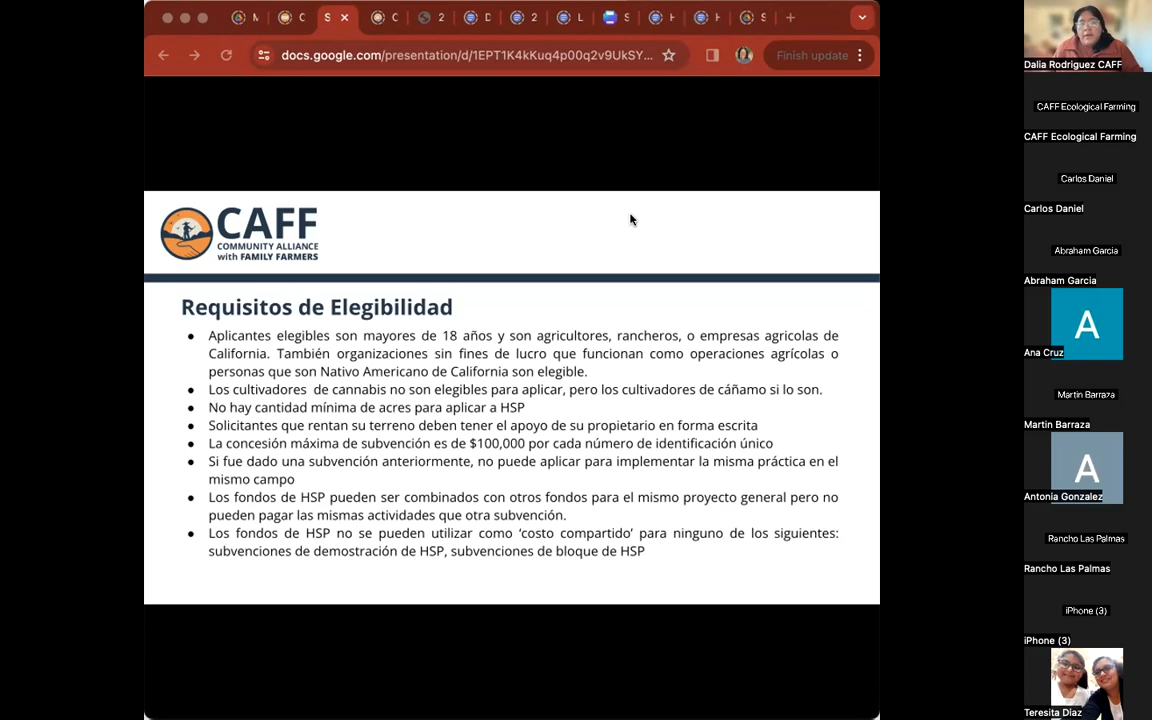 docs.google.com/presentation/d/1EPT1K4kKuq4p00q2v9UkSY...
Finish update
CAFF
COMMUNITY ALLIANCE
with FAMILY FARMERS
Requisitos de Elegibilidad
● Aplicantes elegibles son mayores de 18 años y son agricultores, rancheros, o empresas agricolas de
California. También organizaciones sin fines de lucro que funcionan como operaciones agrícolas o
personas que son Nativo Americano de California son elegible.
● Los cultivadores de cannabis no son elegibles para aplicar, pero los cultivadores de cáñamo si lo son.
● No hay cantidad mínima de acres para aplicar a HSP
● Solicitantes que rentan su terreno deben tener el apoyo de su propietario en forma escrita
● La concesión máxima de subvención es de $100,000 por cada número de identificación único
● Si fue dado una subvención anteriormente, no puede aplicar para implementar la misma práctica en el
mismo campo
● Los fondos de HSP pueden ser combinados con otros fondos para el mismo proyecto general pero no
pueden pagar las mismas actividades que otra subvención.
● Los fondos de HSP no se pueden utilizar como ‘costo compartido’ para ninguno de los siguientes:
subvenciones de demostración de HSP, subvenciones de bloque de HSP
Dalia Rodriguez CAFF
CAFF Ecological Farming
CAFF Ecological Farming
Carlos Daniel
Carlos Daniel
Abraham Garcia
Abraham Garcia
A
Ana Cruz
Martin Barraza
Martin Barraza
A
Antonia Gonzalez
Rancho Las Palmas
Rancho Las Palmas
iPhone (3)
iPhone (3)
Teresita Diaz